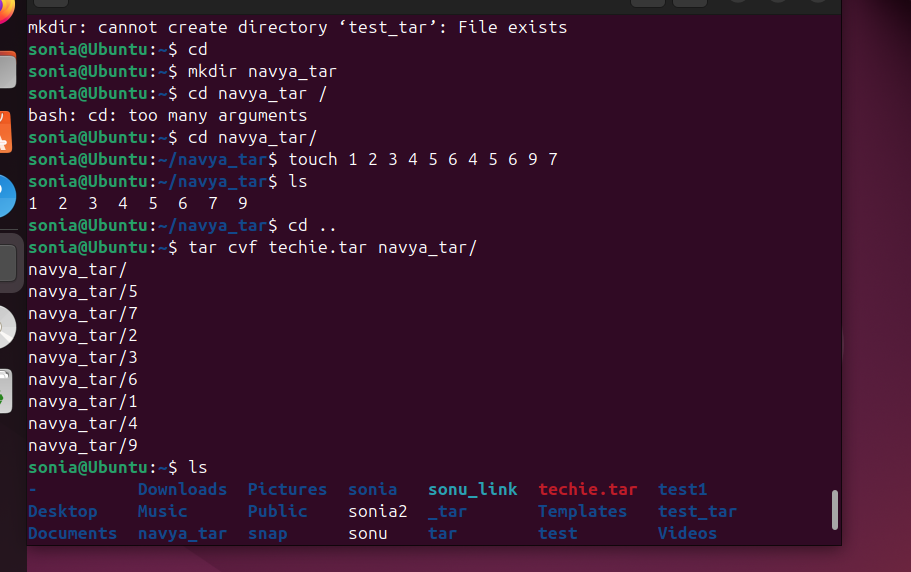 mkdir: cannot create directory ‘test_tar’: File exists
sonia@Ubuntu:~$ cd
sonia@Ubuntu:~$ mkdir navya_tar
sonia@Ubuntu:~$ cd navya_tar /
bash: cd: too many arguments
sonia@Ubuntu:~$ cd navya_tar/
sonia@Ubuntu:~/navya_tar$ touch 1 2 3 4 5 6 4 5 6 9 7
sonia@Ubuntu:~/navya_tar$ ls
1  2  3  4  5  6  7  9
sonia@Ubuntu:~/navya_tar$ cd ..
sonia@Ubuntu:~$ tar cvf techie.tar navya_tar/
navya_tar/
navya_tar/5
navya_tar/7
navya_tar/2
navya_tar/3
navya_tar/6
navya_tar/1
navya_tar/4
navya_tar/9
sonia@Ubuntu:~$ ls
-          Downloads  Pictures  sonia   sonu_link  techie.tar  test1
Desktop    Music      Public    sonia2  _tar       Templates   test_tar
Documents  navya_tar  snap      sonu    tar        test        Videos